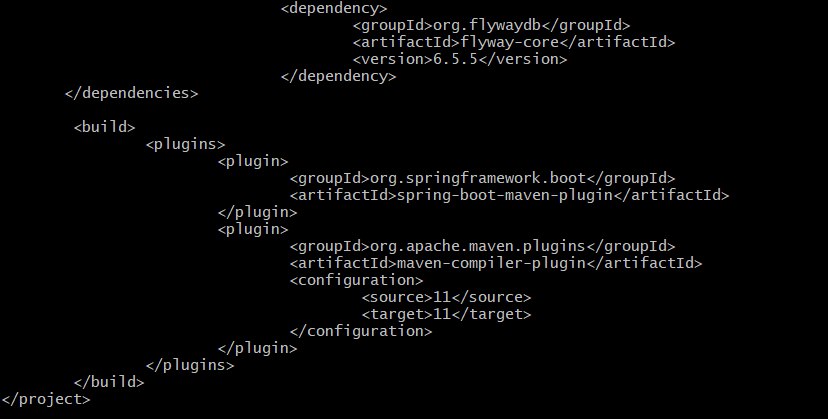 <dependency>
<groupId>org.flywaydb</groupId>
<artifactId>flyway-core</artifactId>
<version>6.5.5</version>
</dependency>
</dependencies>
<build>
<plugins>
<plugin>
<groupId>org.springframework.boot</groupId>
<artifactId>spring-boot-maven-plugin</artifactId>
</plugin>
<plugin>
<groupId>org.apache.maven.plugins</groupId>
<artifactId>maven-compiler-plugin</artifactId>
<configuration>
<source>11</source>
<target>11</target>
</configuration>
</plugin>
</plugins>
</build>
</project>